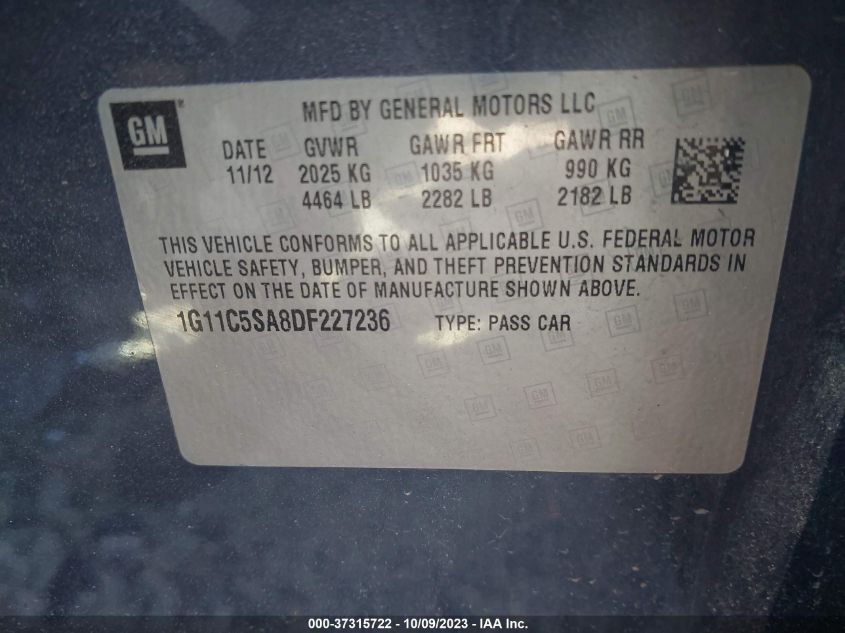 GM
MFD BY GENERAL MOTORS LLC
DATE GVWR GAWR FRT GAWR RR
11/12 2025 KG 1035 KG 990 KG
4464 LB 2282 LB 2182 LB
THIS VEHICLE CONFORMS TO ALL APPLICABLE U.S. FEDERAL MOTOR
VEHICLE SAFETY, BUMPER, AND THEFT PREVENTION STANDARDS IN
EFFECT ON THE DATE OF MANUFACTURE SHOWN ABOVE.
1G11C5SA8DF227236 TYPE: PASS CAR
000-37315722 - 10/09/2023 - IAA Inc.